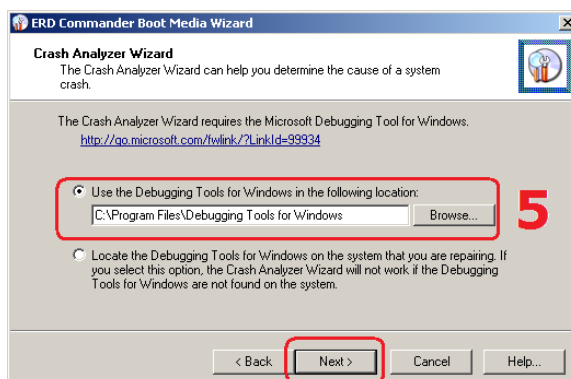 ERD Commander Boot Media Wizard
Crash Analyzer Wizard
The Crash Analyzer Wizard can help you determine the cause of a system
crash.
The Crash Analyzer Wizard requires the Microsoft Debugging Tool for Windows.
http://go.microsoft.com/fwlink/?LinkId=99934
Use the Debugging Tools for Windows in the following location:
C:\Program Files\Debugging Tools for Windows Browse... 5
Locate the Debugging Tools for Windows on the system that you are repairing. If
you select this option, the Crash Analyzer Wizard will not work if the Debugging
Tools for Windows are not found on the system.
< Back Next > Cancel Help...